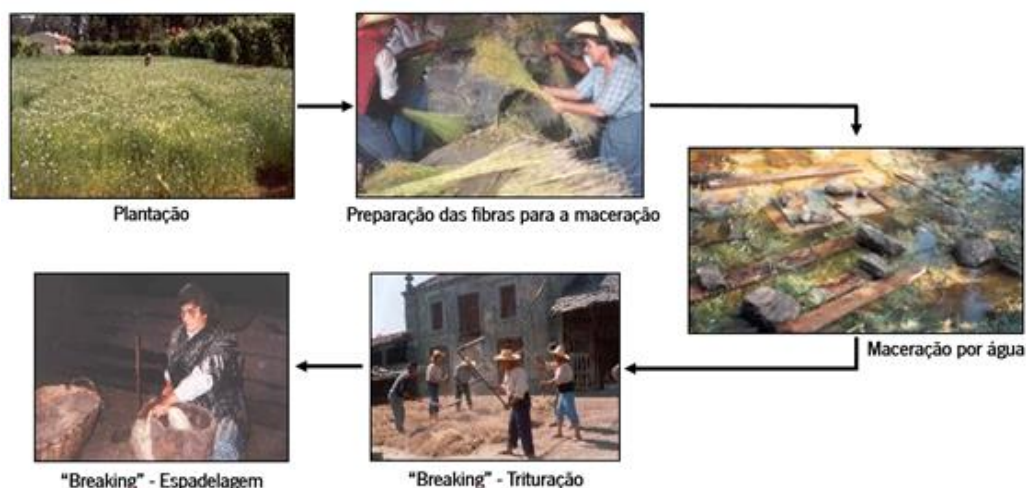 Plantação
Preparação das fibras para a maceração
Maceração por água
"Breaking" - Trituração
"Breaking" - Espadelagem